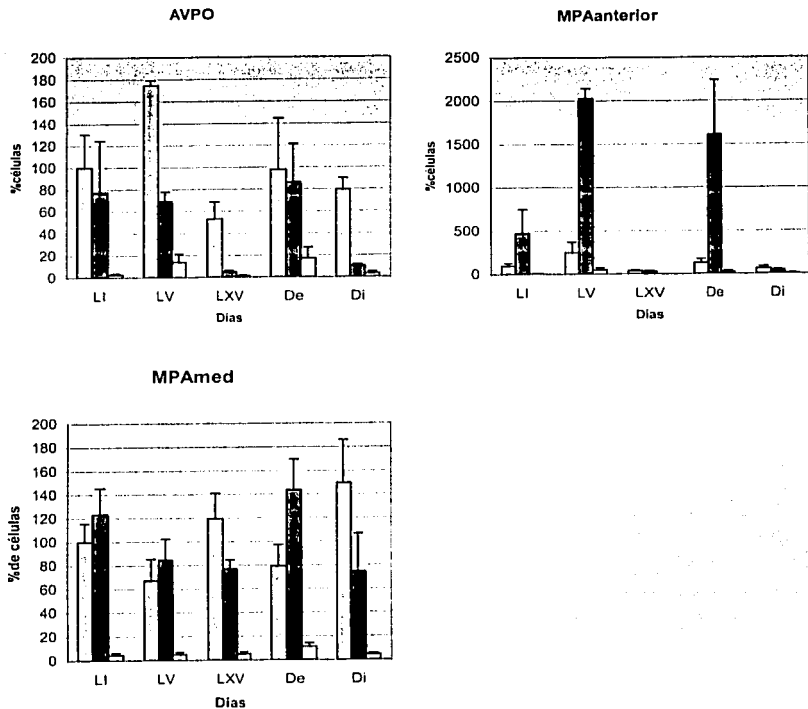 AVPO
%células
200
180
160
140
120
100
80
60
40
20
0
LI LV LXV De Di
Dias
MPAanterior
%células
2500
2000
1500
1000
500
0
LI LV LXV De Di
Dias
MPAmed
%de células
200
180
160
140
120
100
80
60
40
20
0
LI LV LXV De Di
Dias